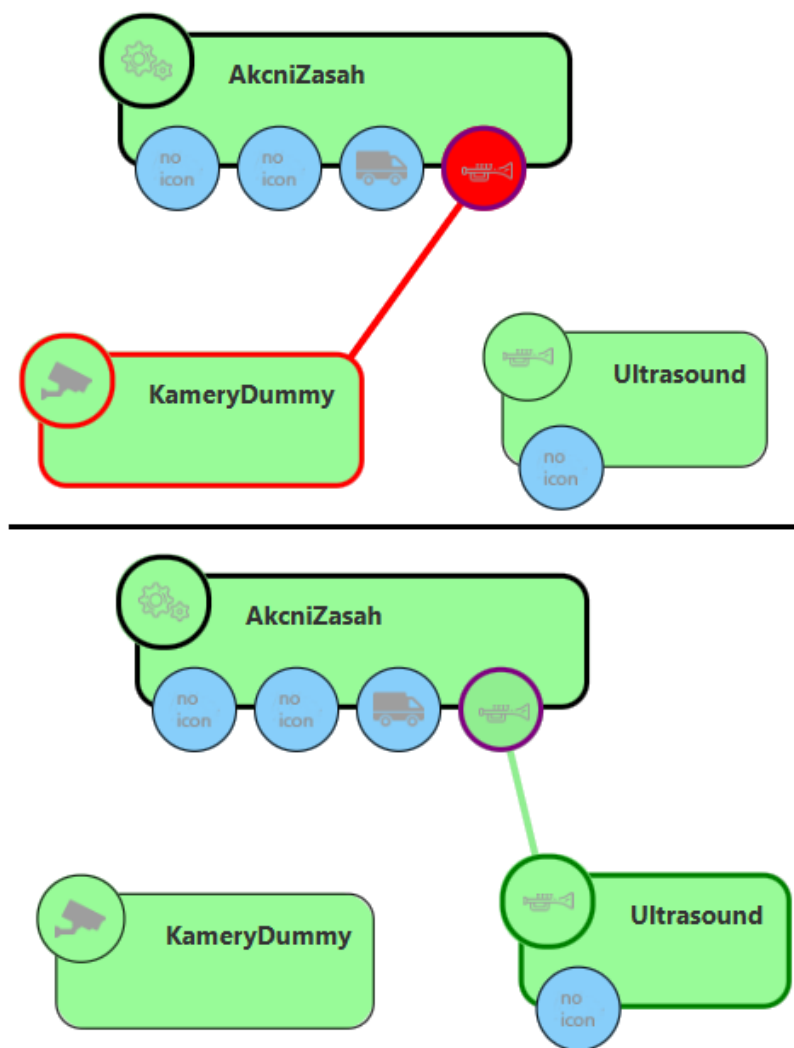 AkcniZasah
no
icon
no
icon
KameryDummy
Ultrasound
no
icon
AkcniZasah
no
icon
no
icon
KameryDummy
Ultrasound
no
icon